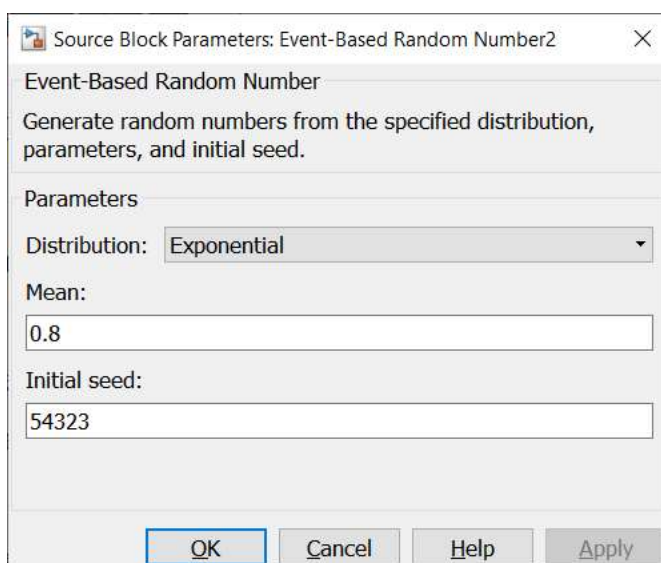 Source Block Parameters: Event-Based Random Number2
Event-Based Random Number
Generate random numbers from the specified distribution,
parameters, and initial seed.
Parameters
Distribution: Exponential
Mean:
0.8
Initial seed:
54323
OK Cancel Help Apply